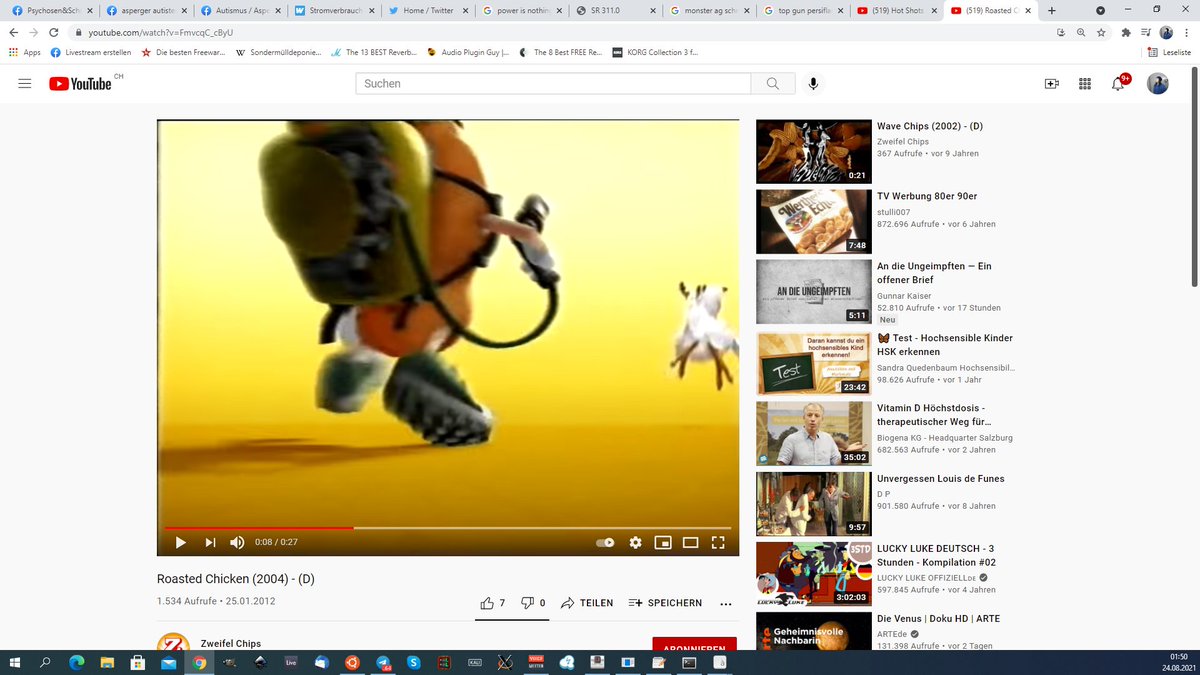 Psychosen&Sch
asperger autiste
Autismus / Aspe
Stromverbrauch
Home / Twitter
power is nothin
SR 311.0
monster ag sch
top gun persifla
(519) Hot Shots
(519) Roasted C
youtube.com/watch?v=FmvcqC_cByU
Apps
Livestream erstellen
Die besten Freewar...
Sondermülldeponie...
The 13 BEST Reverb...
Audio Plugin Guy |...
The 8 Best FREE Re...
KORG Collection 3 f...
Leseliste
YouTube CH
Suchen
9+
0:08 / 0:27
Roasted Chicken (2004) - (D)
1.534 Aufrufe • 25.01.2012
7
0
TEILEN
SPEICHERN
Zweifel Chips
ABONNIEREN
0:21
Wave Chips (2002) - (D)
Zweifel Chips
367 Aufrufe • vor 9 Jahren
Werther's Echte
7:48
TV Werbung 80er 90er
stulli007
872.696 Aufrufe • vor 6 Jahren
AN DIE UNGEIMPFTEN
5:11
An die Ungeimpften — Ein
offener Brief
Gunnar Kaiser
52.810 Aufrufe • vor 17 Stunden
Neu
Daran kannst du ein
hochsensibles Kind
erkennen!
Test
23:42
🦋 Test - Hochsensible Kinder
HSK erkennen
Sandra Quedenbaum Hochsensibil...
98.626 Aufrufe • vor 1 Jahr
35:02
Vitamin D Höchstdosis -
therapeutischer Weg für...
Biogena KG - Headquarter Salzburg
682.563 Aufrufe • vor 2 Jahren
9:57
Unvergessen Louis de Funes
D P
901.580 Aufrufe • vor 8 Jahren
3STD
LUCKY LUKE
3:02:03
LUCKY LUKE DEUTSCH - 3
Stunden - Kompilation #02
LUCKY LUKE OFFIZIELLDE
597.845 Aufrufe • vor 4 Jahren
arte
Geheimnisvolle
Nachbarin
Die Venus | Doku HD | ARTE
ARTEde
131.398 Aufrufe • vor 2 Tagen
Live
01:50
24.08.2021